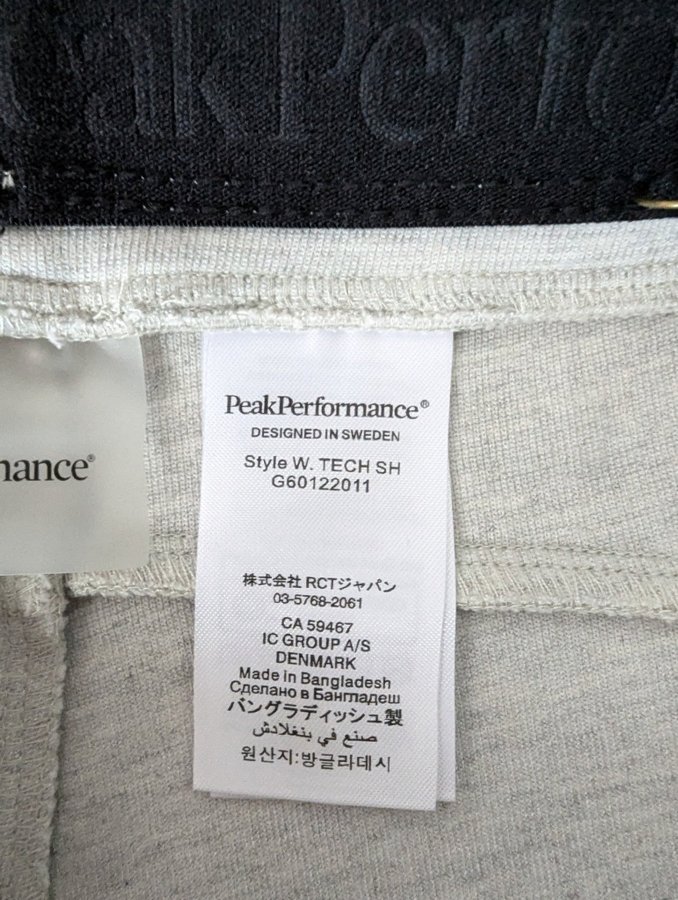 akPerfo
PeakPerformance®
DESIGNED IN SWEDEN
Style W. TECH SH
G60122011
mance®
株式会社 RCTジャパン
03-5768-2061
CA 59467
IC GROUP A/S
DENMARK
Made in Bangladesh
Сделано в Бангладеш
バングラディッシュ製
صنع في بنغلادش
원산지:방글라데시